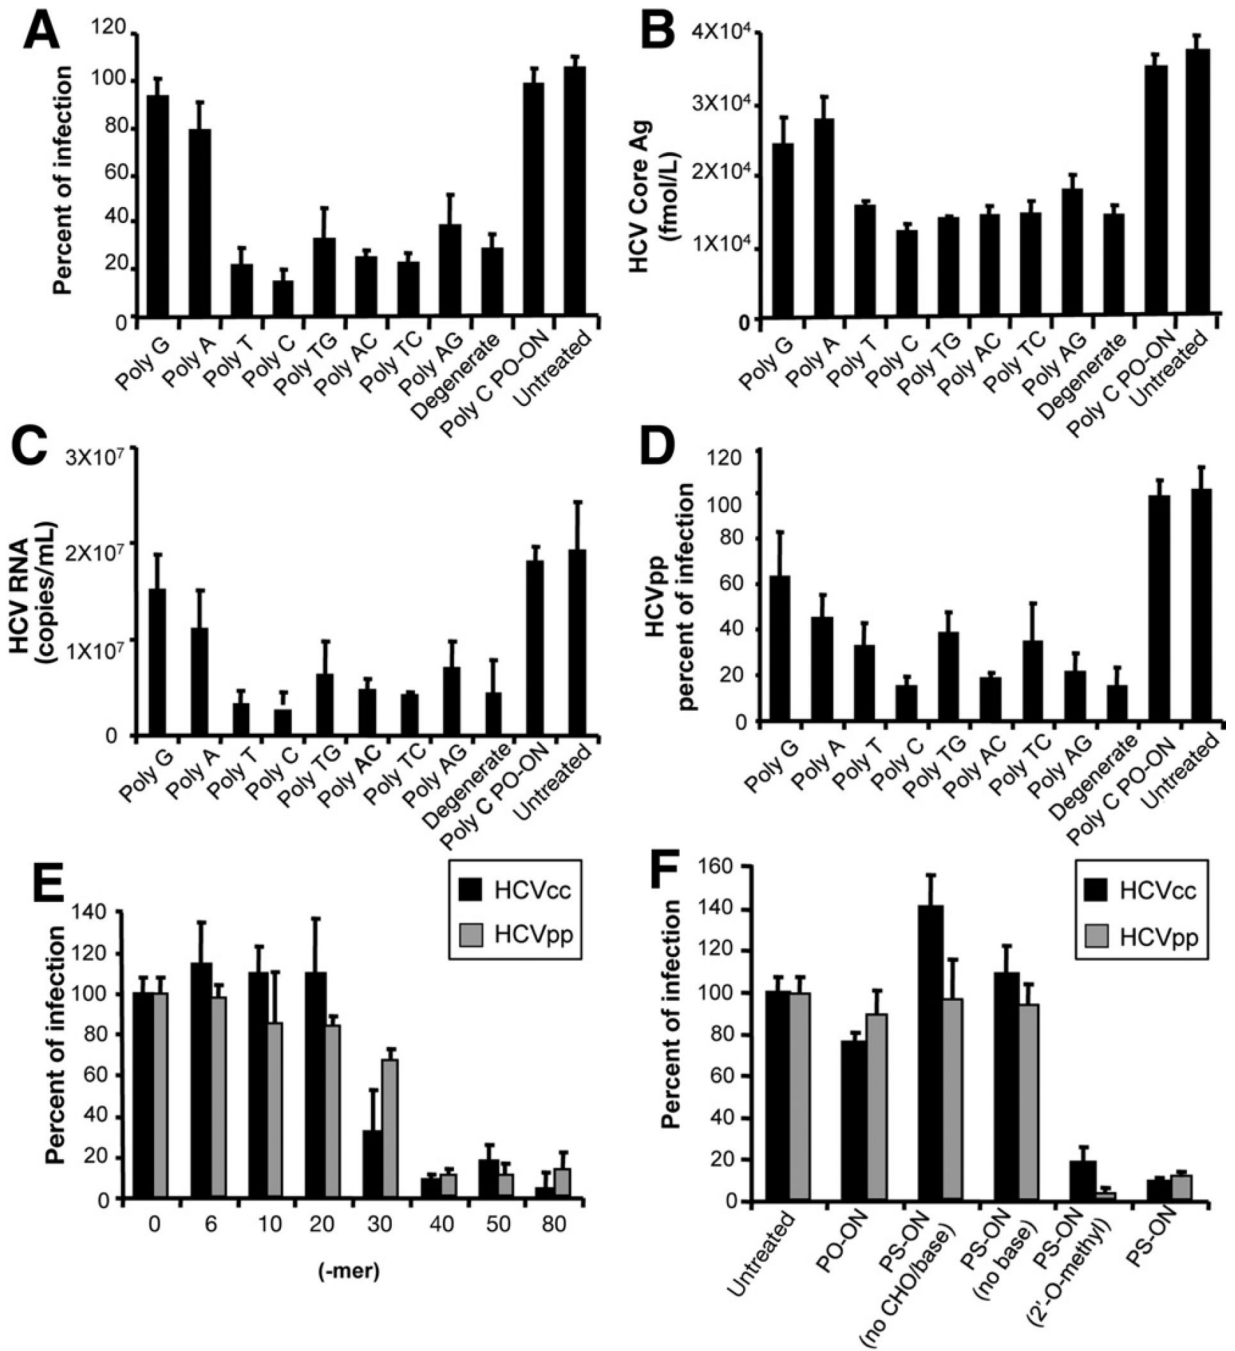 A
Percent of infection
120
100
80
60
40
20
0
Poly G
Poly A
Poly T
Poly C
Poly TG
Poly AC
Poly TC
Poly AG
Degenerate
Poly C PO-ON
Untreated
B
HCV Core Ag
(fmol/L)
4X10⁴
3X10⁴
2X10⁴
1X10⁴
0
Poly G
Poly A
Poly T
Poly C
Poly TG
Poly AC
Poly TC
Poly AG
Degenerate
Poly C PO-ON
Untreated
C
HCV RNA
(copies/mL)
3X10⁷
2X10⁷
1X10⁷
0
Poly G
Poly A
Poly T
Poly C
Poly TG
Poly AC
Poly TC
Poly AG
Degenerate
Poly C PO-ON
Untreated
D
HCVpp
percent of infection
120
100
80
60
40
20
0
Poly G
Poly A
Poly T
Poly C
Poly TG
Poly AC
Poly TC
Poly AG
Degenerate
Poly C PO-ON
Untreated
E
HCVcc
HCVpp
Percent of infection
140
120
100
80
60
40
20
0
0 6 10 20 30 40 50 80
(-mer)
F
HCVcc
HCVpp
Percent of infection
160
140
120
100
80
60
40
20
0
Untreated
PO-ON
PS-ON
(no CHO/base)
PS-ON
(no base)
PS-ON
(2'-O-methyl)
PS-ON